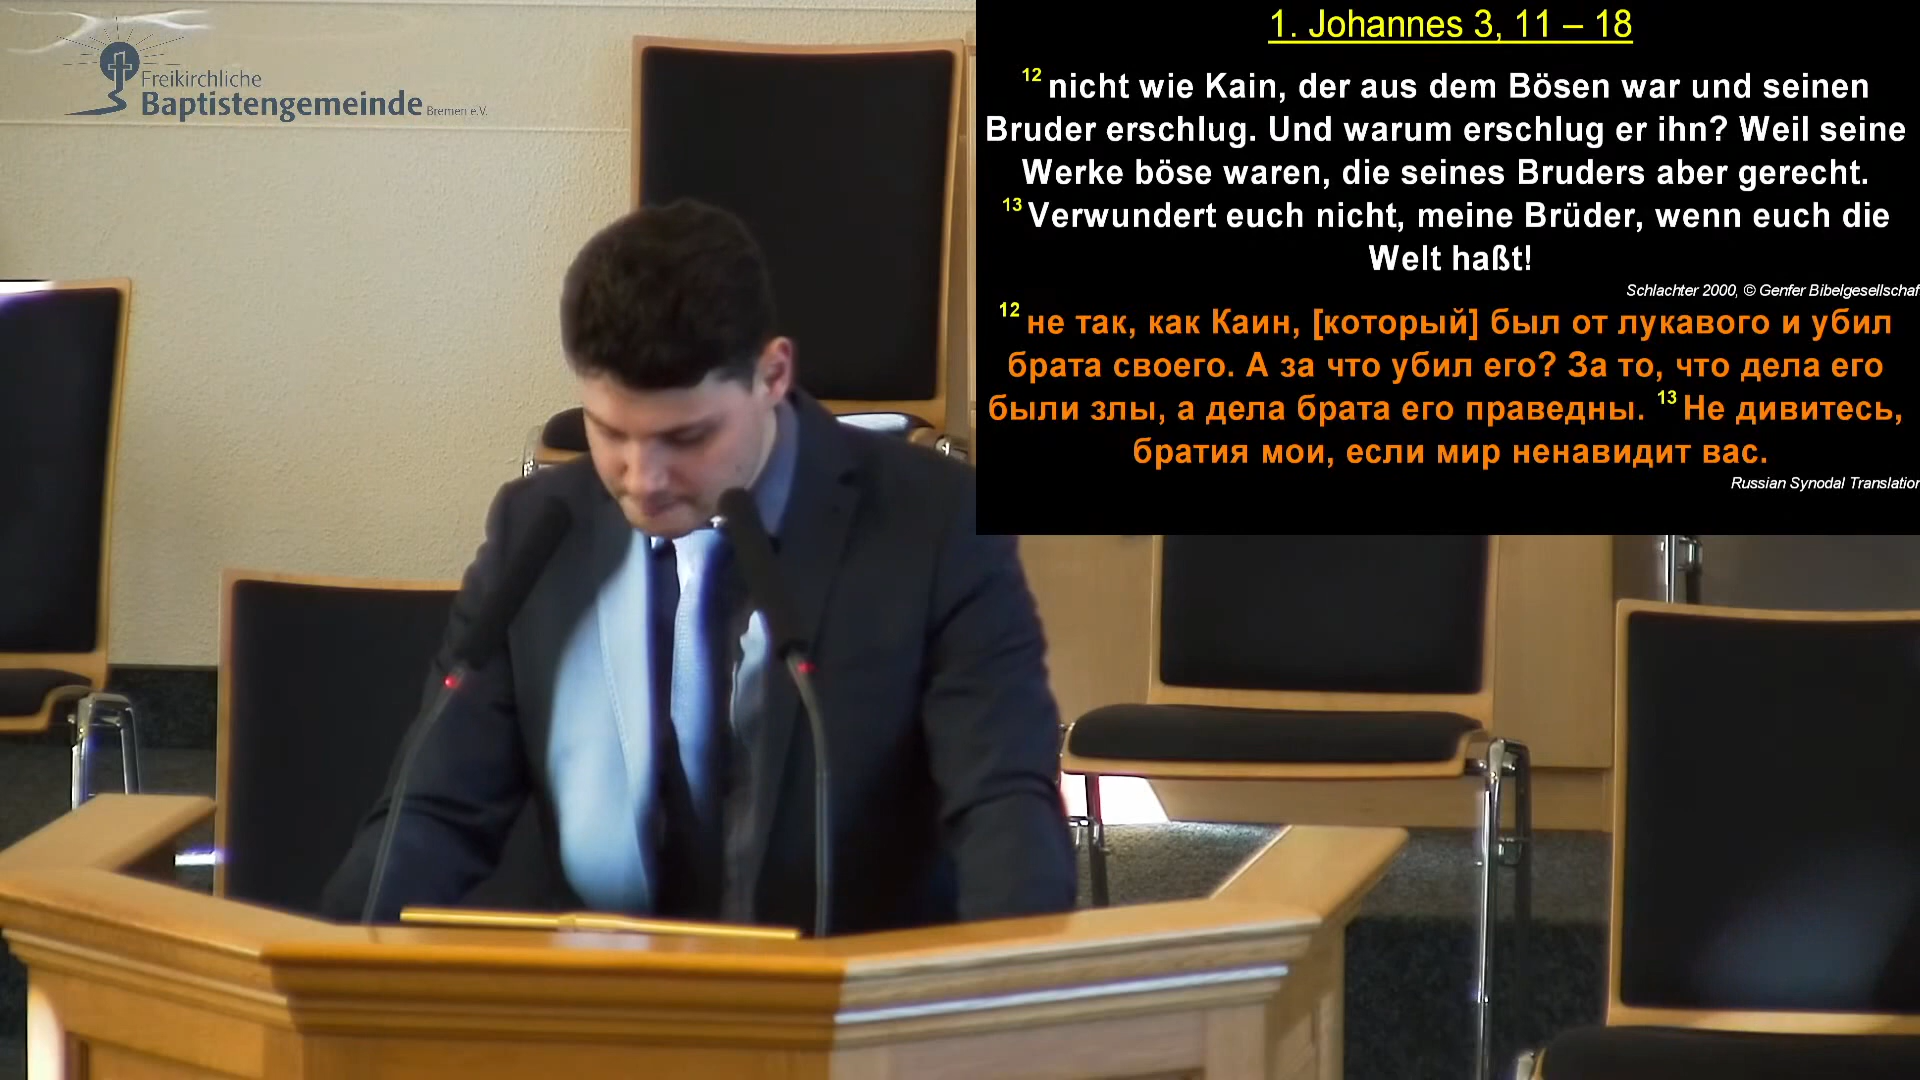 Freikirchliche
Baptistengemeinde Bremen e.V.
1. Johannes 3, 11 – 18
12 nicht wie Kain, der aus dem Bösen war und seinen
Bruder erschlug. Und warum erschlug er ihn? Weil seine
Werke böse waren, die seines Bruders aber gerecht.
13 Verwundert euch nicht, meine Brüder, wenn euch die
Welt haßt!
Schlachter 2000, © Genfer Bibelgesellschaf
12 не так, как Каин, [который] был от лукавого и убил
брата своего. А за что убил его? За то, что дела его
были злы, а дела брата его праведны. 13 Не дивитесь,
братия мои, если мир ненавидит вас.
Russian Synodal Translation